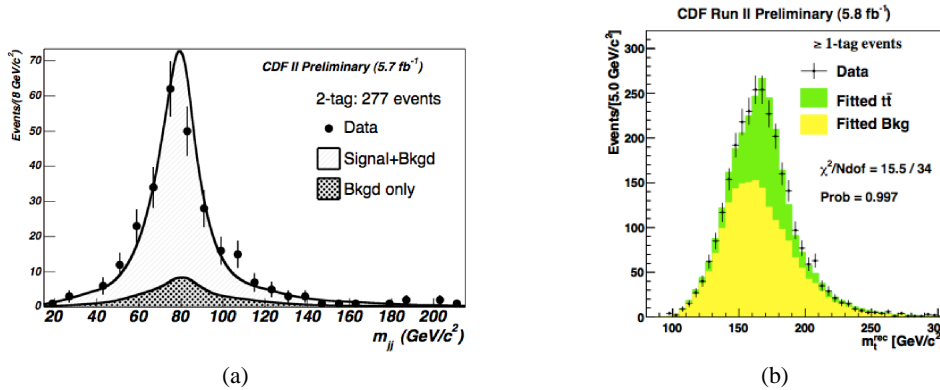 CDF II Preliminary (5.7 fb⁻¹)
2-tag: 277 events
Data
Signal+Bkgd
Bkgd only
Events/(8 GeV/c²)
70
60
50
40
30
20
10
0
20 40 60 80 100 120 140 160 180 200
m_jj (GeV/c²)
(a)
CDF Run II Preliminary (5.8 fb⁻¹)
≥ 1-tag events
Data
Fitted tt̄
Fitted Bkg
χ²/Ndof = 15.5 / 34
Prob = 0.997
Events/[5.0 GeV/c²]
300
250
200
150
100
50
0
100 150 200 250 300
m_t^rec [GeV/c²]
(b)